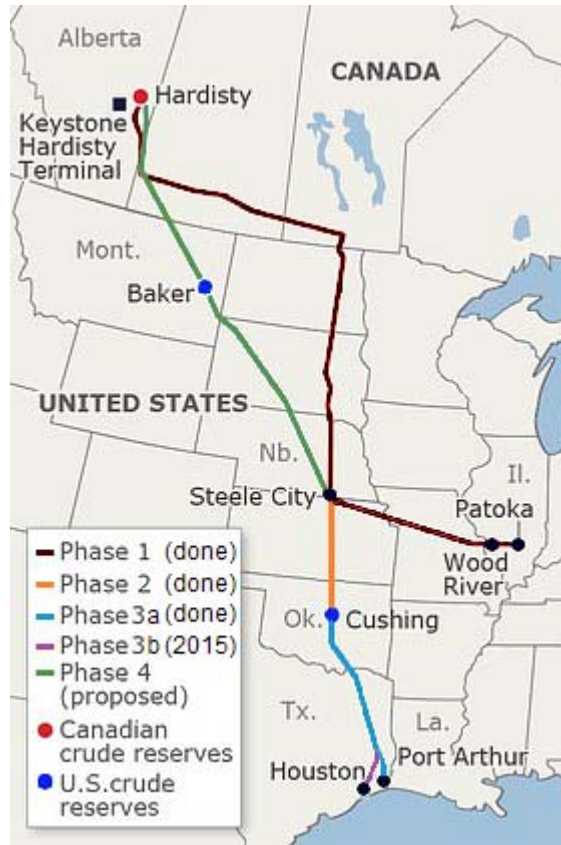 Alberta
Hardisty
CANADA
Keystone
Hardisty
Terminal
Mont.
Baker
UNITED STATES
Nb.
Steele City
Il.
Patoka
Wood
River
Phase 1 (done)
Phase 2 (done)
Phase 3a (done)
Phase 3b (2015)
Phase 4
(proposed)
Canadian
crude reserves
U.S.crude
reserves
Ok.
Cushing
Tx.
La.
Houston
Port Arthur